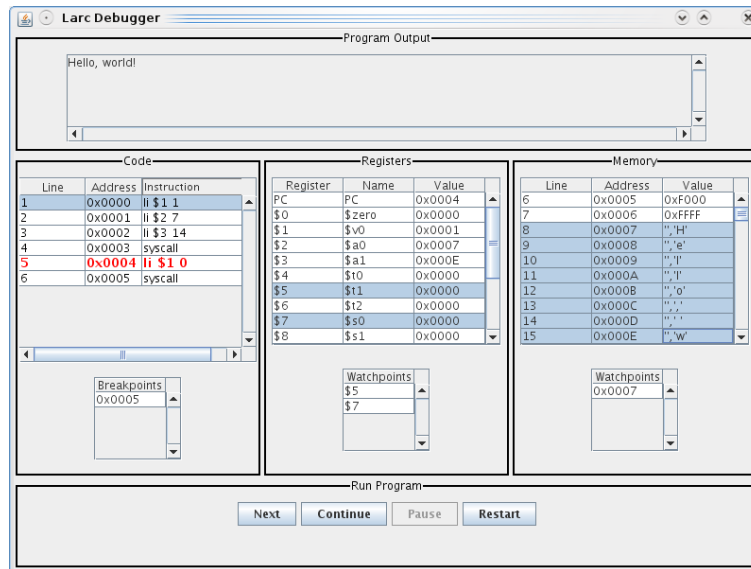 Larc Debugger
Program Output
Hello, world!
Code
Line Address Instruction
1 0x0000 li $1 1
2 0x0001 li $2 7
3 0x0002 li $3 14
4 0x0003 syscall
5 0x0004 li $1 0
6 0x0005 syscall
Breakpoints
0x0005
Registers
Register Name Value
PC PC 0x0004
$0 $zero 0x0000
$1 $v0 0x0001
$2 $a0 0x0007
$3 $a1 0x000E
$4 $t0 0x0000
$5 $t1 0x0000
$6 $t2 0x0000
$7 $s0 0x0000
$8 $s1 0x0000
Watchpoints
$5
$7
Memory
Line Address Value
6 0x0005 0xF000
7 0x0006 0xFFFF
8 0x0007 '','H'
9 0x0008 '','e'
10 0x0009 '','l'
11 0x000A '','l'
12 0x000B '','o'
13 0x000C '',','
14 0x000D '',' '
15 0x000E '','w'
Watchpoints
0x0007
Run Program
Next Continue Pause Restart